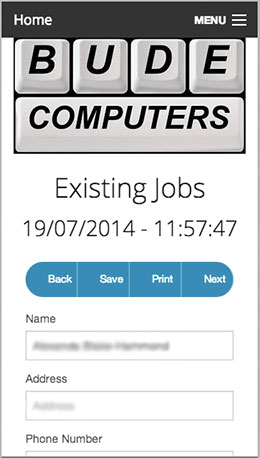 Home MENU
BUDE
COMPUTERS
Existing Jobs
19/07/2014 - 11:57:47
Back Save Print Next
Name
Address
Address
Phone Number